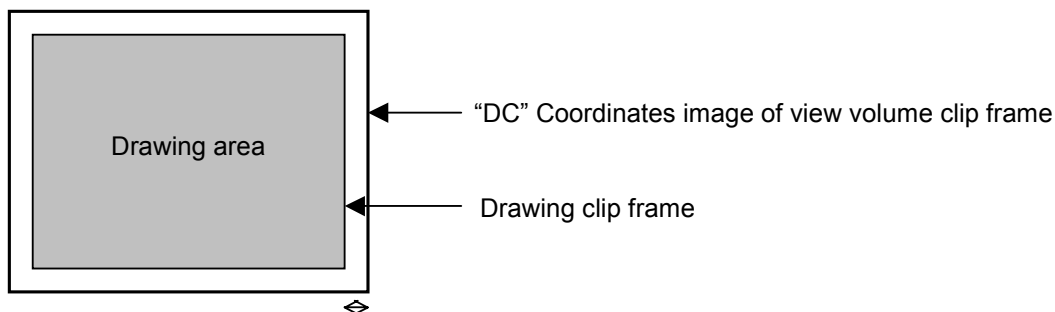 “DC” Coordinates image of view volume clip frame
Drawing area
Drawing clip frame